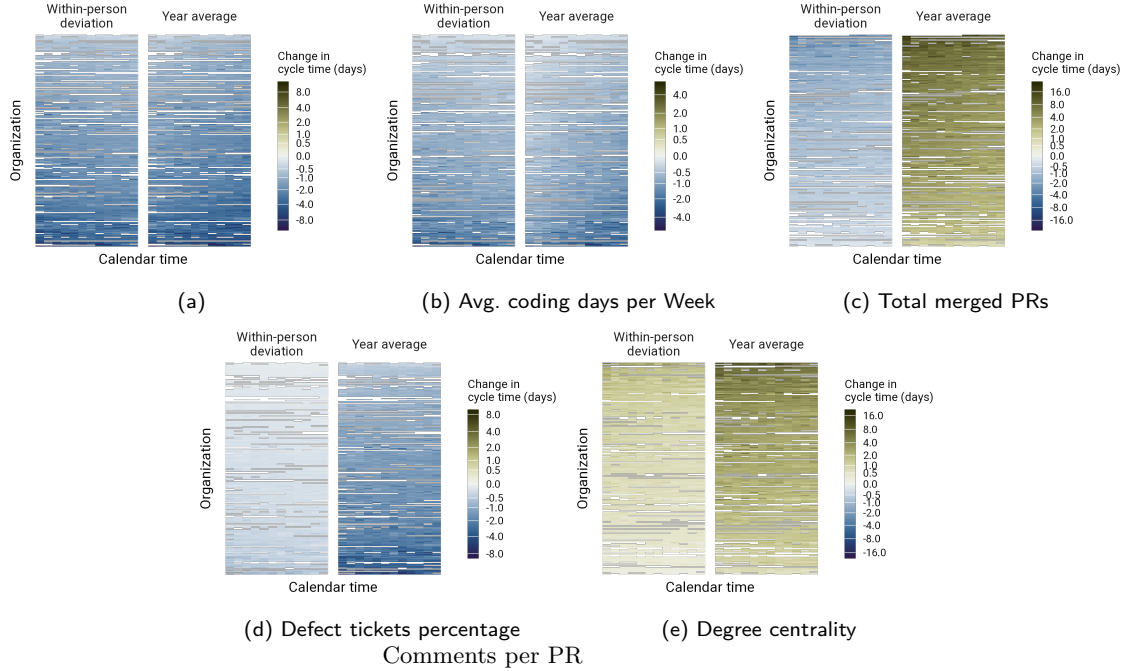 Within-person
deviation
Year average
Change in
cycle time (days)
8.0
4.0
2.0
1.0
0.5
0.0
-0.5
-1.0
-2.0
-4.0
-8.0
Organization
Calendar time
(a)
Within-person
deviation
Year average
Change in
cycle time (days)
4.0
2.0
1.0
0.5
0.0
-0.5
-1.0
-2.0
-4.0
Organization
Calendar time
(b) Avg. coding days per Week
Within-person
deviation
Year average
Change in
cycle time (days)
16.0
8.0
4.0
2.0
1.0
0.5
0.0
-0.5
-1.0
-2.0
-4.0
-8.0
-16.0
Organization
Calendar time
(c) Total merged PRs
Within-person
deviation
Year average
Change in
cycle time (days)
8.0
4.0
2.0
1.0
0.5
0.0
-0.5
-1.0
-2.0
-4.0
-8.0
Organization
Calendar time
(d) Defect tickets percentage
Within-person
deviation
Year average
Change in
cycle time (days)
16.0
8.0
4.0
2.0
1.0
0.5
0.0
-0.5
-1.0
-2.0
-4.0
-8.0
-16.0
Organization
Calendar time
(e) Degree centrality
Comments per PR